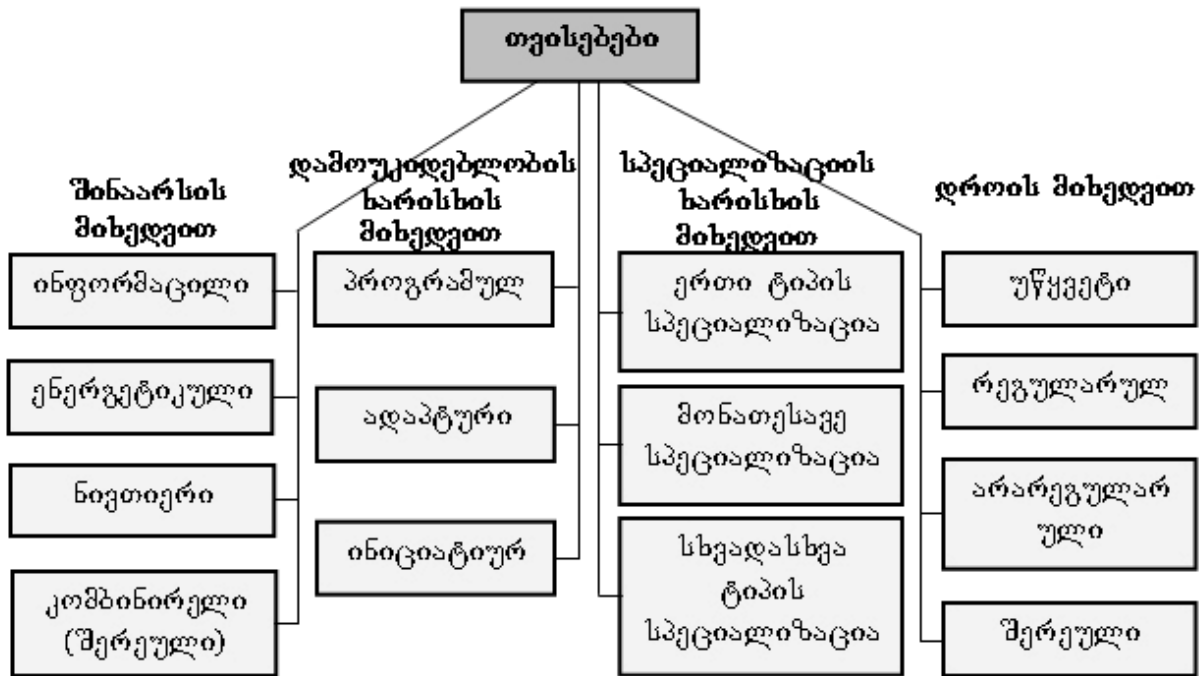 თვისებები
შინაარსის
მიხედვით
ინფორმაცილი
ენერგეტიკული
ნივთიერი
კომბინირელი
(შერეული)
დამოუკიდებლობის
ხარისხის
მიხედვით
პროგრამულ
ადაპტური
ინიციატიურ
სპეციალიზაციის
ხარისხის
მიხედვით
ერთი ტიპის
სპეციალიზაცია
მონათესავე
სპეციალიზაცია
სხვადასხვა
ტიპის
სპეციალიზაცია
დროის მიხედვით
უწყვეტი
რეგულარულ
არარეგულარ
ული
შერეული